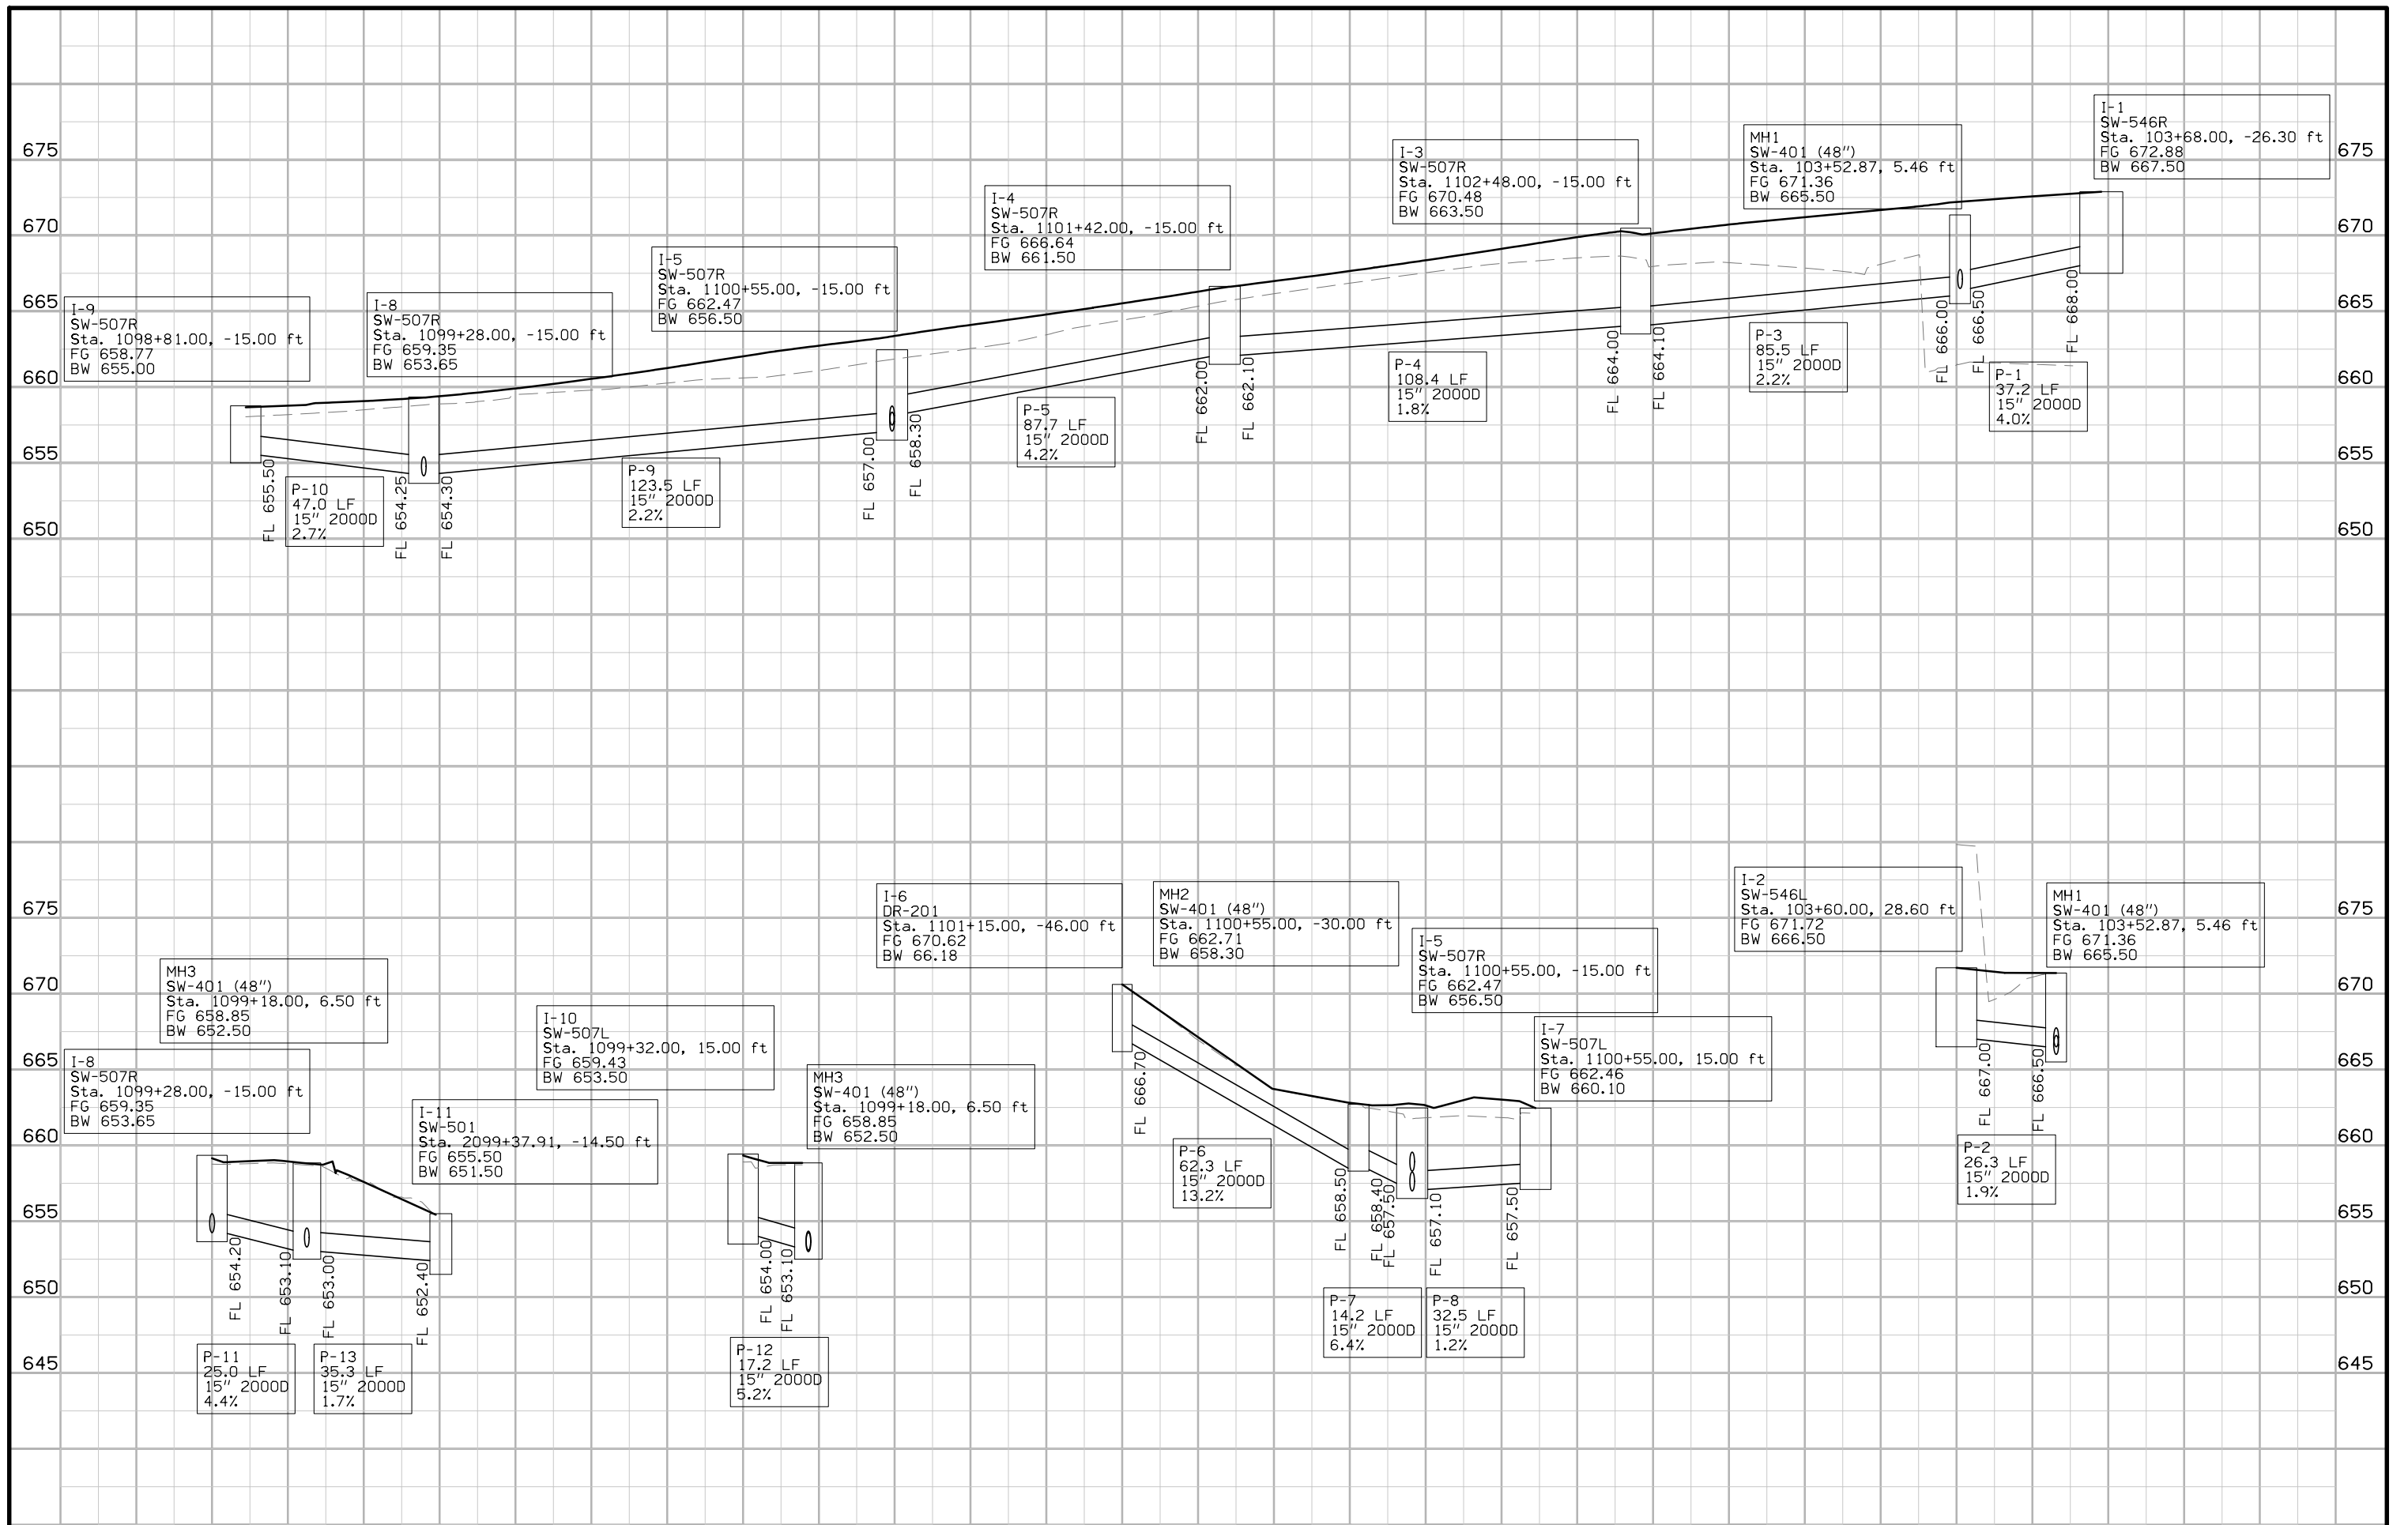 I-1
SW-546R
Sta. 103+68.00, -26.30 ft
FG 672.88
BW 667.50
MH1
SW-401 (48")
Sta. 103+52.87, 5.46 ft
FG 671.36
BW 665.50
I-3
SW-507R
Sta. 1102+48.00, -15.00 ft
FG 670.48
BW 663.50
I-4
SW-507R
Sta. 1101+42.00, -15.00 ft
FG 666.64
BW 661.50
I-5
SW-507R
Sta. 1100+55.00, -15.00 ft
FG 662.47
BW 656.50
I-8
SW-507R
Sta. 1099+28.00, -15.00 ft
FG 659.35
BW 653.65
I-9
SW-507R
Sta. 1098+81.00, -15.00 ft
FG 658.77
BW 655.00
675
670
665
660
655
650
675
670
665
660
655
650
FL 655.50
FL 654.25
FL 654.30
FL 657.00
FL 658.30
FL 662.00
FL 662.10
FL 664.00
FL 664.10
FL 666.00
FL 666.50
FL 668.00
P-10
47.0 LF
15" 2000D
2.7%
P-9
123.5 LF
15" 2000D
2.2%
P-5
87.7 LF
15" 2000D
4.2%
P-4
108.4 LF
15" 2000D
1.8%
P-3
85.5 LF
15" 2000D
2.2%
P-1
37.2 LF
15" 2000D
4.0%
675
670
665
660
655
650
645
675
670
665
660
655
650
645
MH3
SW-401 (48")
Sta. 1099+18.00, 6.50 ft
FG 658.85
BW 652.50
I-8
SW-507R
Sta. 1099+28.00, -15.00 ft
FG 659.35
BW 653.65
I-11
SW-501
Sta. 2099+37.91, -14.50 ft
FG 655.50
BW 651.50
I-10
SW-507L
Sta. 1099+32.00, 15.00 ft
FG 659.43
BW 653.50
MH3
SW-401 (48")
Sta. 1099+18.00, 6.50 ft
FG 658.85
BW 652.50
I-6
DR-201
Sta. 1101+15.00, -46.00 ft
FG 670.62
BW 66.18
MH2
SW-401 (48")
Sta. 1100+55.00, -30.00 ft
FG 662.71
BW 658.30
I-5
SW-507R
Sta. 1100+55.00, -15.00 ft
FG 662.47
BW 656.50
I-7
SW-507L
Sta. 1100+55.00, 15.00 ft
FG 662.46
BW 660.10
I-2
SW-546L
Sta. 103+60.00, 28.60 ft
FG 671.72
BW 666.50
MH1
SW-401 (48")
Sta. 103+52.87, 5.46 ft
FG 671.36
BW 665.50
FL 654.20
FL 653.10
FL 653.00
FL 652.40
FL 654.00
FL 653.10
FL 666.70
FL 658.50
FL 658.40
FL 657.50
FL 657.10
FL 657.50
FL 667.00
FL 666.50
P-11
25.0 LF
15" 2000D
4.4%
P-13
35.3 LF
15" 2000D
1.7%
P-12
17.2 LF
15" 2000D
5.2%
P-6
62.3 LF
15" 2000D
13.2%
P-7
14.2 LF
15" 2000D
6.4%
P-8
32.5 LF
15" 2000D
1.2%
P-2
26.3 LF
15" 2000D
1.9%